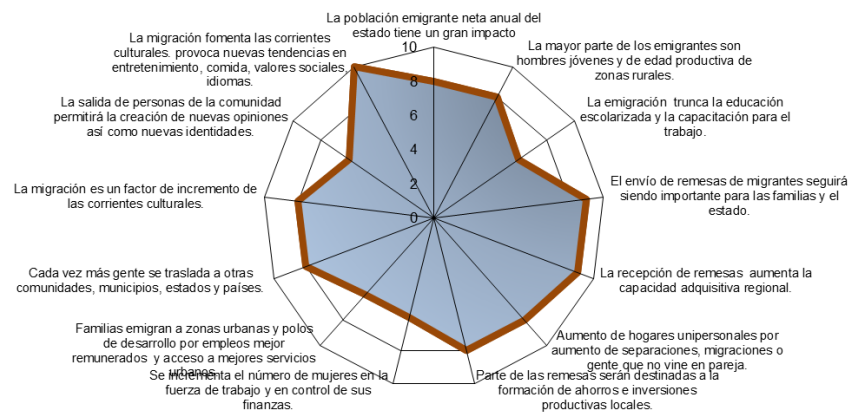 La población emigrante neta anual del
estado tiene un gran impacto
La mayor parte de los emigrantes son
hombres jóvenes y de edad productiva de
zonas rurales.
La emigración trunca la educación
escolarizada y la capacitación para el
trabajo.
El envío de remesas de migrantes seguirá
siendo importante para las familias y el
estado.
La recepción de remesas aumenta la
capacidad adquisitiva regional.
Aumento de hogares unipersonales por
aumento de separaciones, migraciones o
gente que no vine en pareja.
Parte de las remesas serán destinadas a la
formación de ahorros e inversiones
productivas locales.
Se incrementa el número de mujeres en la
fuerza de trabajo y en control de sus
finanzas.
Familias emigran a zonas urbanas y polos
de desarrollo por empleos mejor
remunerados y acceso a mejores servicios
urbanos.
Cada vez más gente se traslada a otras
comunidades, municipios, estados y países.
La migración es un factor de incremento de
las corrientes culturales.
La salida de personas de la comunidad
permitirá la creación de nuevas opiniones
así como nuevas identidades.
La migración fomenta las corrientes
culturales. provoca nuevas tendencias en
entretenimiento, comida, valores sociales,
idiomas.
10
8
6
4
2
0